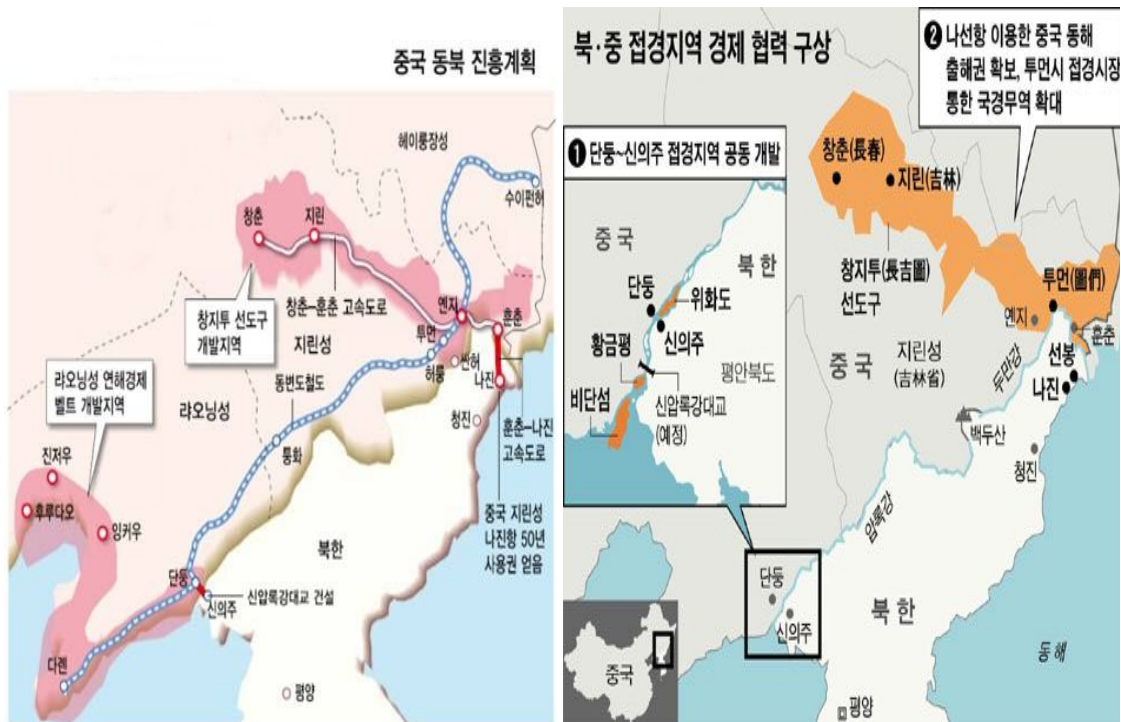 중국 동북 진흥계획
헤이룽장성
수이펀허
창춘
지린
창춘–훈춘 고속도로
창지투 선도구
개발지역
지린성
옌지
훈춘
투먼
허룽
싼허
나진
청진
훈춘–나진
고속도로
동변도철도
랴오닝성 연해경제
벨트 개발지역
랴오닝성
통화
진저우
후루다오
잉커우
중국 지린성
나진항 50년
사용권 얻음
북한
단둥
신의주
신압록강대교 건설
다롄
평양
북·중 접경지역 경제 협력 구상
❷ 나선항 이용한 중국 동해
출해권 확보, 투먼시 접경시장
통한 국경무역 확대
❶ 단둥~신의주 접경지역 공동 개발
중국
북한
단둥
위화도
신의주
황금평
평안북도
비단섬
신압록강대교
(예정)
창춘(長春)
지린(吉林)
창지투(長吉圖)
선도구
투먼(圖們)
옌지
훈춘
중국
지린성
(吉林省)
두만강
선봉
나진
백두산
청진
압록강
단둥
신의주
북한
동해
중국
평양